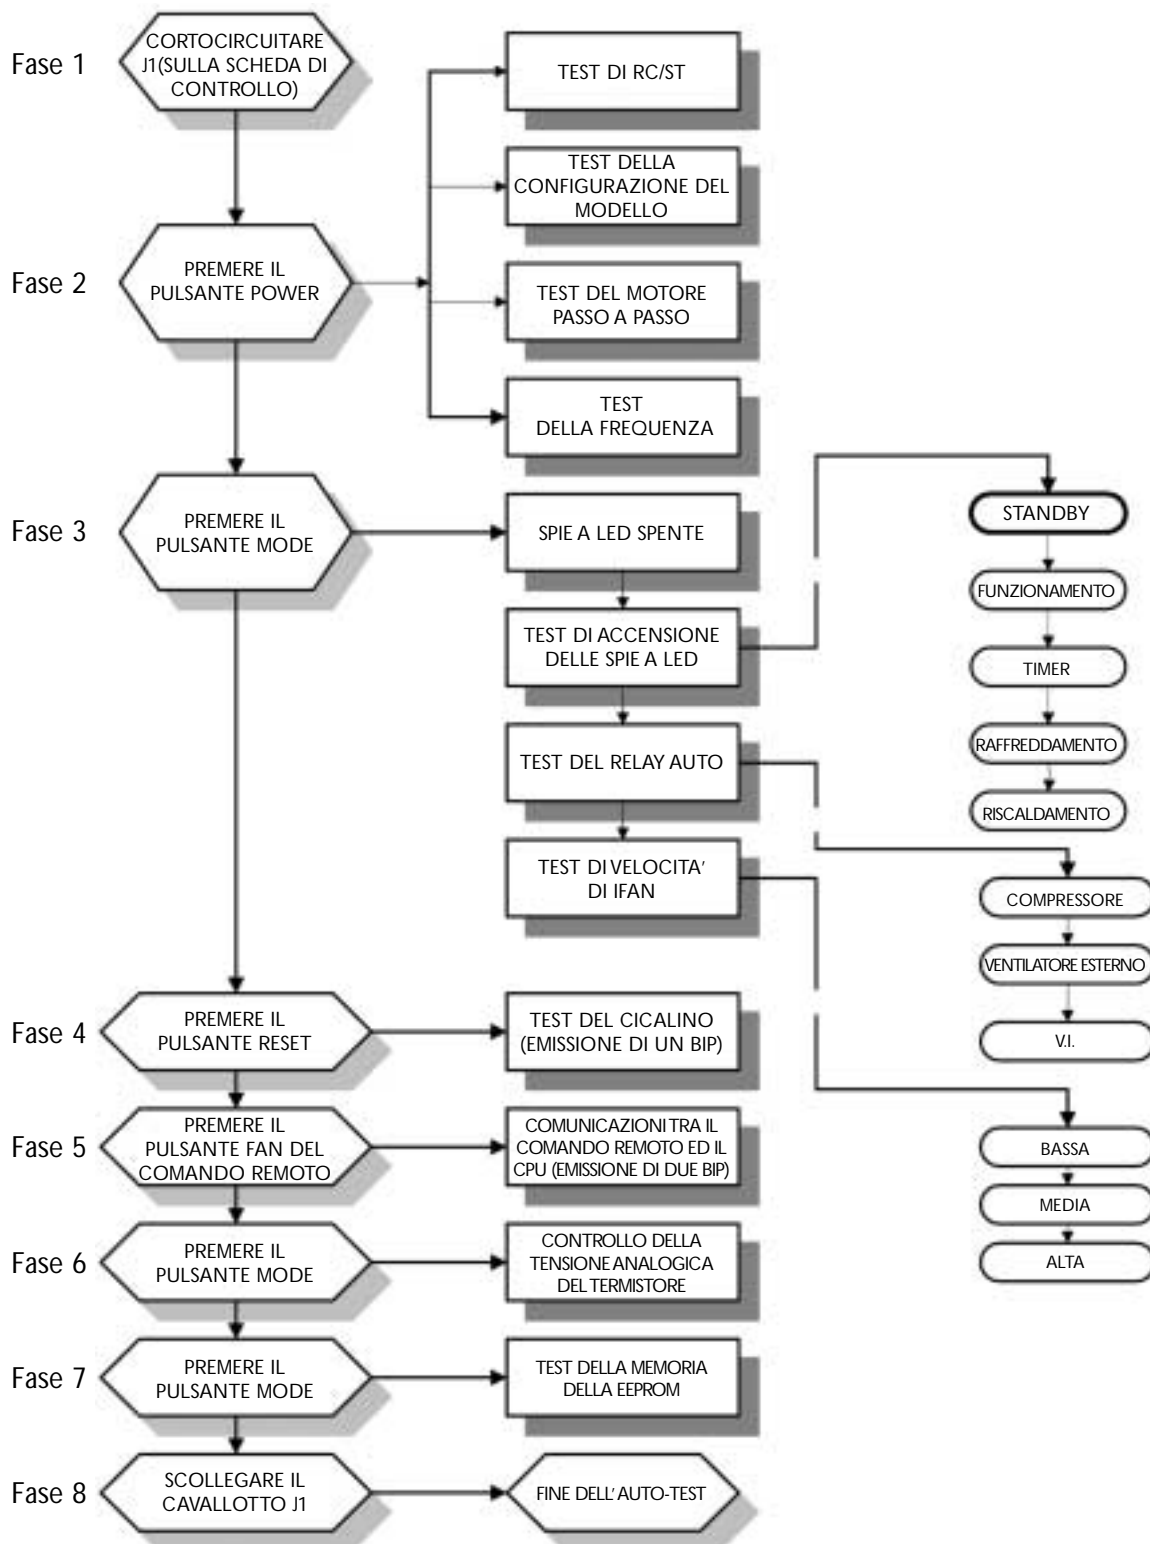 Fase 1
CORTOCIRCUITARE
J1(SULLA SCHEDA DI
CONTROLLO)
TEST DI RC/ST
TEST DELLA
CONFIGURAZIONE DEL
MODELLO
Fase 2
PREMERE IL
PULSANTE POWER
TEST DEL MOTORE
PASSO A PASSO
TEST
DELLA FREQUENZA
Fase 3
PREMERE IL
PULSANTE MODE
SPIE A LED SPENTE
STANDBY
FUNZIONAMENTO
TIMER
RAFFREDDAMENTO
RISCALDAMENTO
TEST DI ACCENSIONE
DELLE SPIE A LED
TEST DEL RELAY AUTO
COMPRESSORE
VENTILATORE ESTERNO
V.I.
TEST DI VELOCITA’
DI IFAN
BASSA
MEDIA
ALTA
Fase 4
PREMERE IL
PULSANTE RESET
TEST DEL CICALINO
(EMISSIONE DI UN BIP)
Fase 5
PREMERE IL
PULSANTE FAN DEL
COMANDO REMOTO
COMUNICAZIONI TRA IL
COMANDO REMOTO ED IL
CPU (EMISSIONE DI DUE BIP)
Fase 6
PREMERE IL
PULSANTE MODE
CONTROLLO DELLA
TENSIONE ANALOGICA
DEL TERMISTORE
Fase 7
PREMERE IL
PULSANTE MODE
TEST DELLA MEMORIA
DELLA EEPROM
Fase 8
SCOLLEGARE IL
CAVALLOTTO J1
FINE DELL’AUTO-TEST